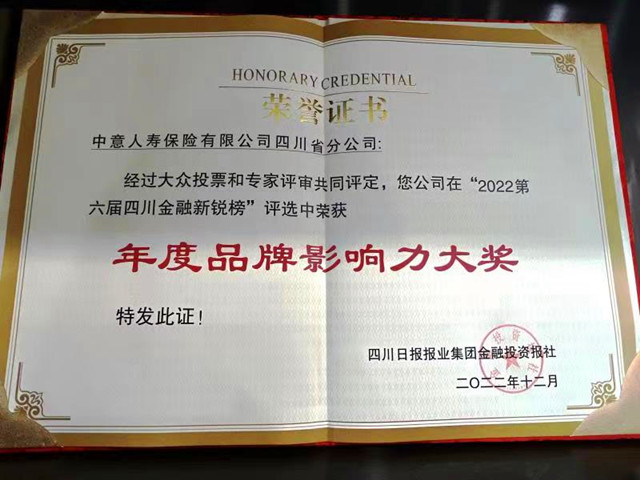 HONORARY CREDENTIAL
荣誉证书
中意人寿保险有限公司四川省分公司:
经过大众投票和专家评审共同评定，您公司在“2022第
六届四川金融新锐榜”评选中荣获
年度品牌影响力大奖
特发此证！
四川日报报业集团金融投资报社
二〇二二年十二月